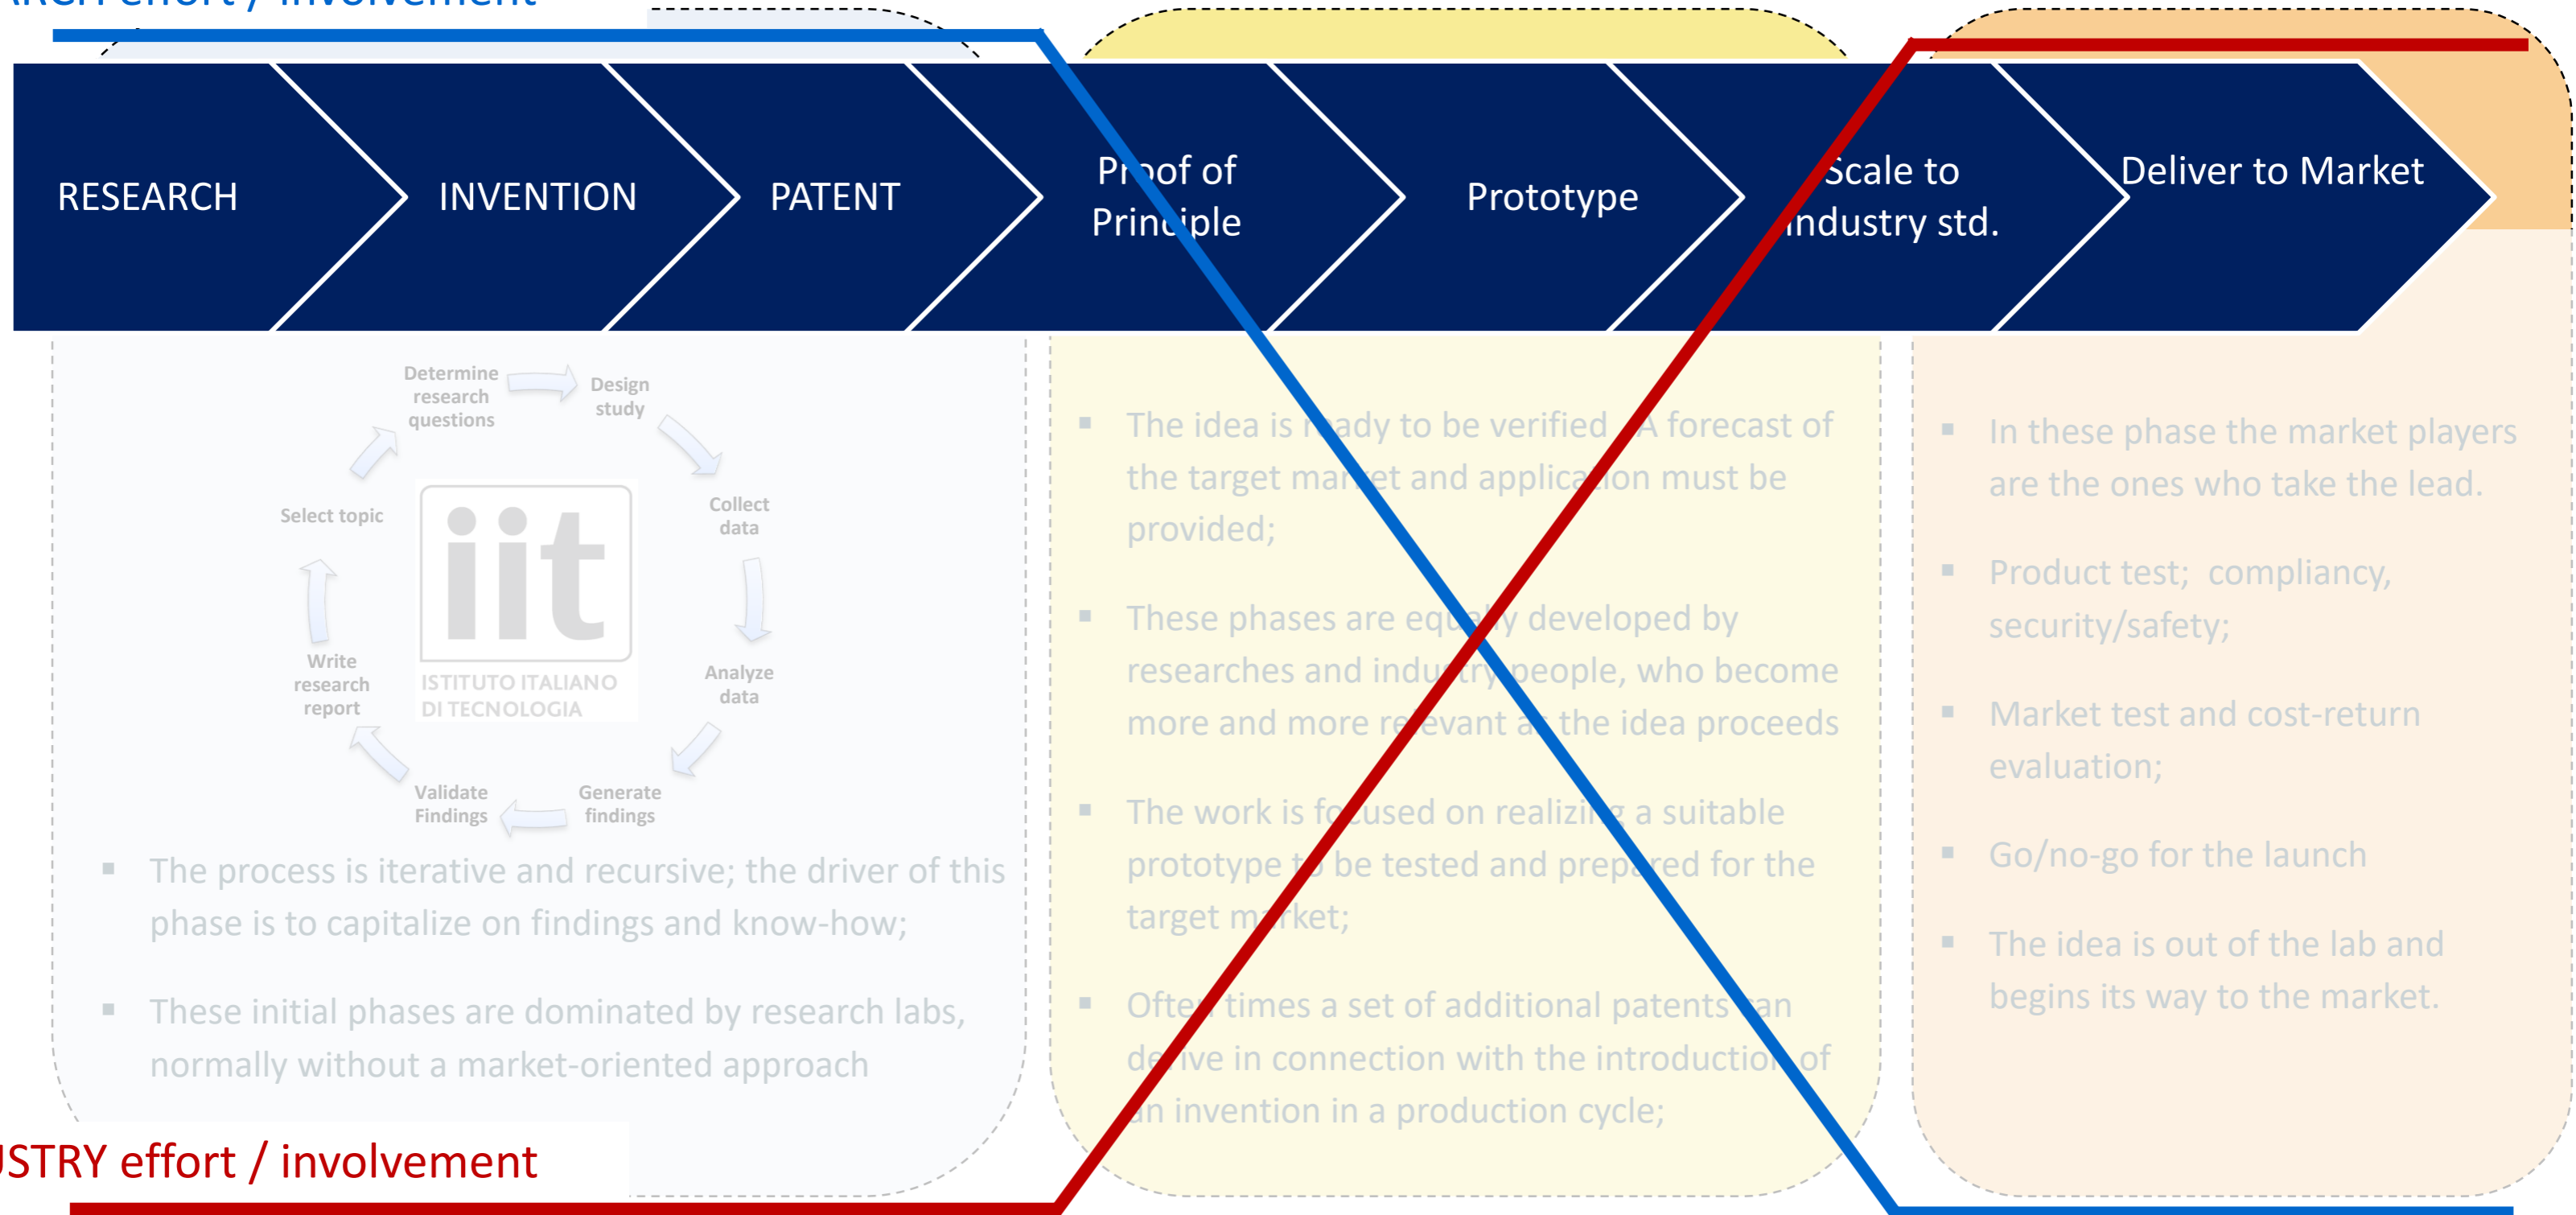 ARCH effort / involvement
RESEARCH
INVENTION
PATENT
Proof of
Principle
Prototype
Scale to
industry std.
Deliver to Market
Determine
research
questions
Design
study
Collect
data
Analyze
data
Generate
findings
Validate
Findings
Write
research
report
Select topic
iit
ISTITUTO ITALIANO
DI TECNOLOGIA
▪ The process is iterative and recursive; the driver of this
phase is to capitalize on findings and know-how;
▪ These initial phases are dominated by research labs,
normally without a market-oriented approach
▪ The idea is ready to be verified. A forecast of
the target market and application must be
provided;
▪ These phases are equally developed by
researches and industry people, who become
more and more relevant as the idea proceeds
▪ The work is focused on realizing a suitable
prototype to be tested and prepared for the
target market;
▪ Often times a set of additional patents can
derive in connection with the introduction of
an invention in a production cycle;
▪ In these phase the market players
are the ones who take the lead.
▪ Product test; compliancy,
security/safety;
▪ Market test and cost-return
evaluation;
▪ Go/no-go for the launch
▪ The idea is out of the lab and
begins its way to the market.
USTRY effort / involvement